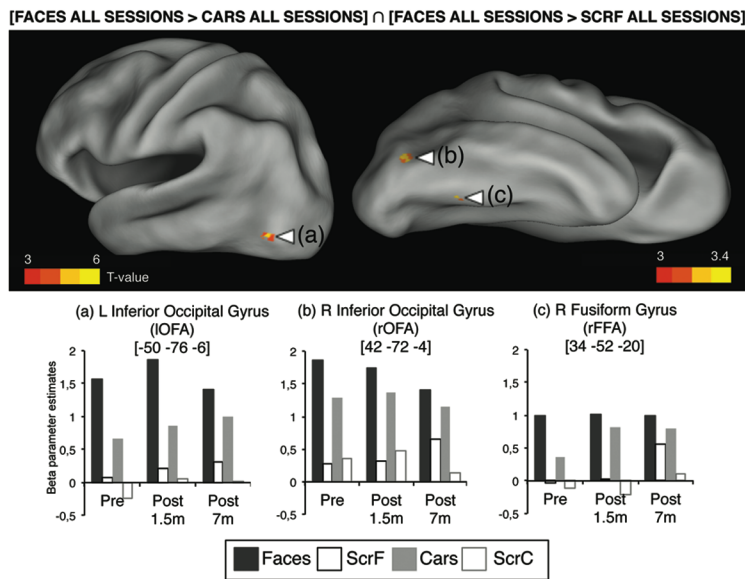 [FACES ALL SESSIONS > CARS ALL SESSIONS] ∩ [FACES ALL SESSIONS > SCRF ALL SESSIONS]
(a)
(b)
(c)
3 6
T-value
3 3.4
(a) L Inferior Occipital Gyrus
(lOFA)
[-50 -76 -6]
(b) R Inferior Occipital Gyrus
(rOFA)
[42 -72 -4]
(c) R Fusiform Gyrus
(rFFA)
[34 -52 -20]
Beta parameter estimates
2
1,5
1
0,5
0
-0,5
Pre Post Post
1.5m 7m
2
1,5
1
0,5
0
-0,5
Pre Post Post
1.5m 7m
2
1,5
1
0,5
0
-0,5
Pre Post Post
1.5m 7m
Faces ScrF Cars ScrC